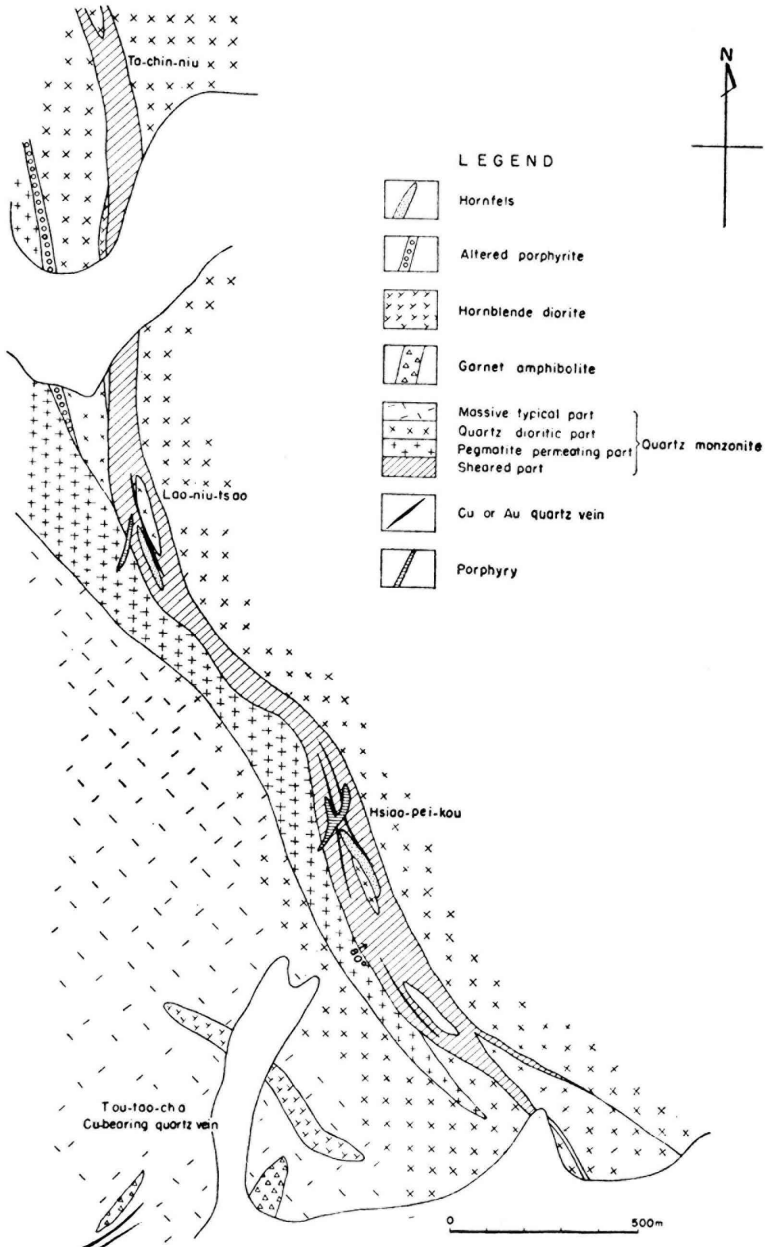 Ta-chin-niu
N
LEGEND
Hornfels
Altered porphyrite
Hornblende diorite
Garnet amphibolite
Massive typical part
Quartz dioritic part
Pegmatite permeating part
Sheared part
Quartz monzonite
Cu or Au quartz vein
Porphyry
Lao-niu-tsao
Hsiao-pei-kou
80°
Tou-tao-cha
Cu-bearing quartz vein
0 500m